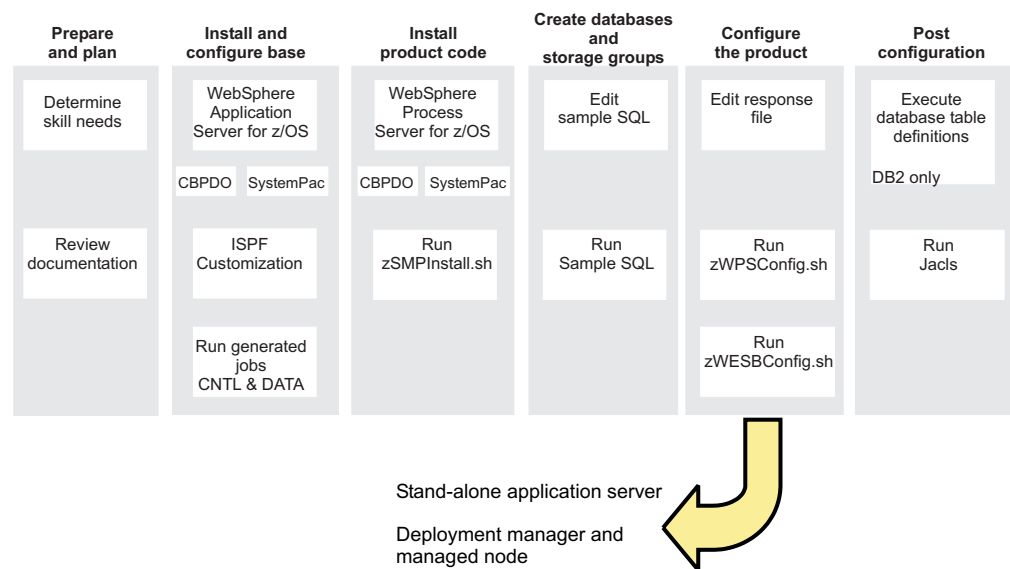 Prepare
and plan
Determine
skill needs
Review
documentation
Install and
configure base
WebSphere
Application
Server for z/OS
CBPDO
SystemPac
ISPF
Customization
Run generated
jobs
CNTL & DATA
Install
product code
WebSphere
Process
Server for z/OS
CBPDO
SystemPac
Run
zSMPInstall.sh
Create databases
and
storage groups
Edit
sample SQL
Run
Sample SQL
Configure
the product
Edit response
file
Run
zWPSConfig.sh
Run
zWESBConfig.sh
Post
configuration
Execute
database table
definitions
DB2 only
Run
Jacls
Stand-alone application server
Deployment manager and
managed node